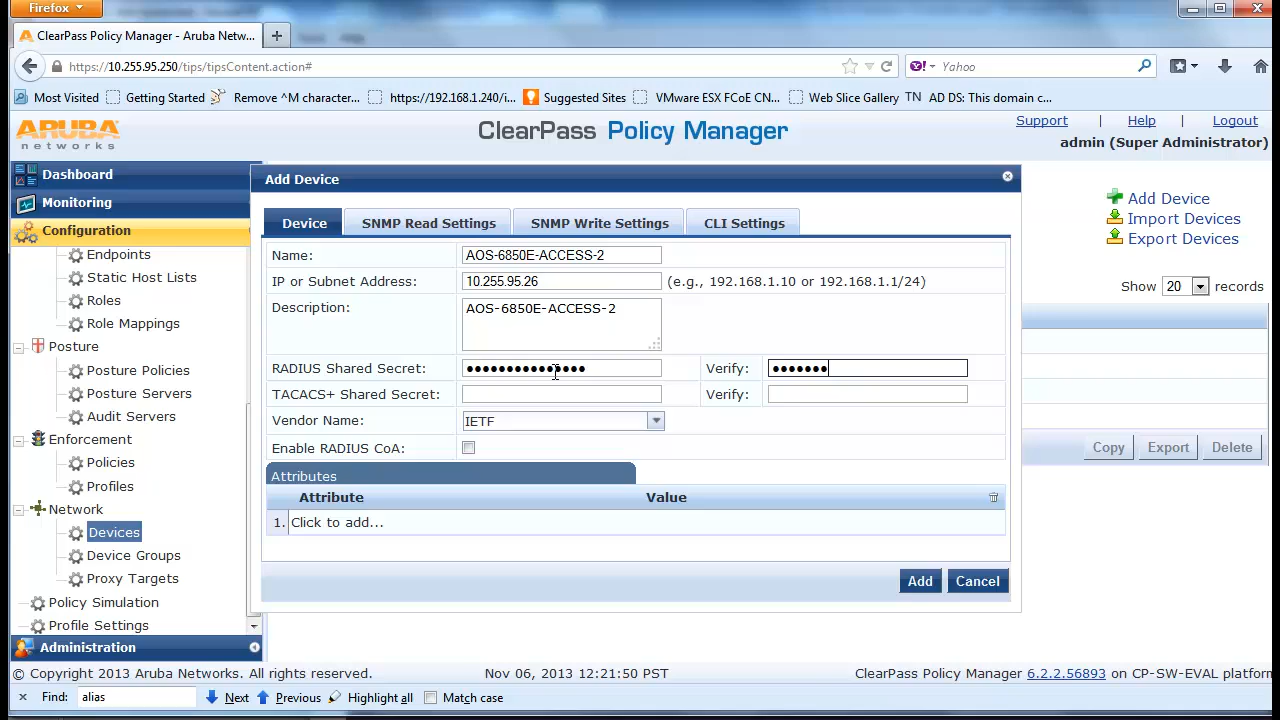 Firefox
ClearPass Policy Manager - Aruba Netw...
https://10.255.95.250/tips/tipsContent.action#
Yahoo
Most Visited Getting Started Remove ^M character... https://192.168.1.240/i... Suggested Sites VMware ESX FCoE CN... Web Slice Gallery TN AD DS: This domain c...
ARUBA
networks
ClearPass Policy Manager
Support | Help | Logout
admin (Super Administrator)
Dashboard
Monitoring
Configuration
Endpoints
Static Host Lists
Roles
Role Mappings
Posture
Posture Policies
Posture Servers
Audit Servers
Enforcement
Policies
Profiles
Network
Devices
Device Groups
Proxy Targets
Policy Simulation
Profile Settings
Administration
Add Device
Device SNMP Read Settings SNMP Write Settings CLI Settings
Name: AOS-6850E-ACCESS-2
IP or Subnet Address: 10.255.95.26 (e.g., 192.168.1.10 or 192.168.1.1/24)
Description: AOS-6850E-ACCESS-2
RADIUS Shared Secret: ••••••••••••••• Verify: •••••••
TACACS+ Shared Secret: Verify:
Vendor Name: IETF
Enable RADIUS CoA:
Attributes
Attribute Value
1. Click to add...
Add Cancel
Add Device
Import Devices
Export Devices
Show 20 records
Copy Export Delete
© Copyright 2013 Aruba Networks. All rights reserved. Nov 06, 2013 12:21:50 PST ClearPass Policy Manager 6.2.2.56893 on CP-SW-EVAL platform
Find: alias Next Previous Highlight all Match case